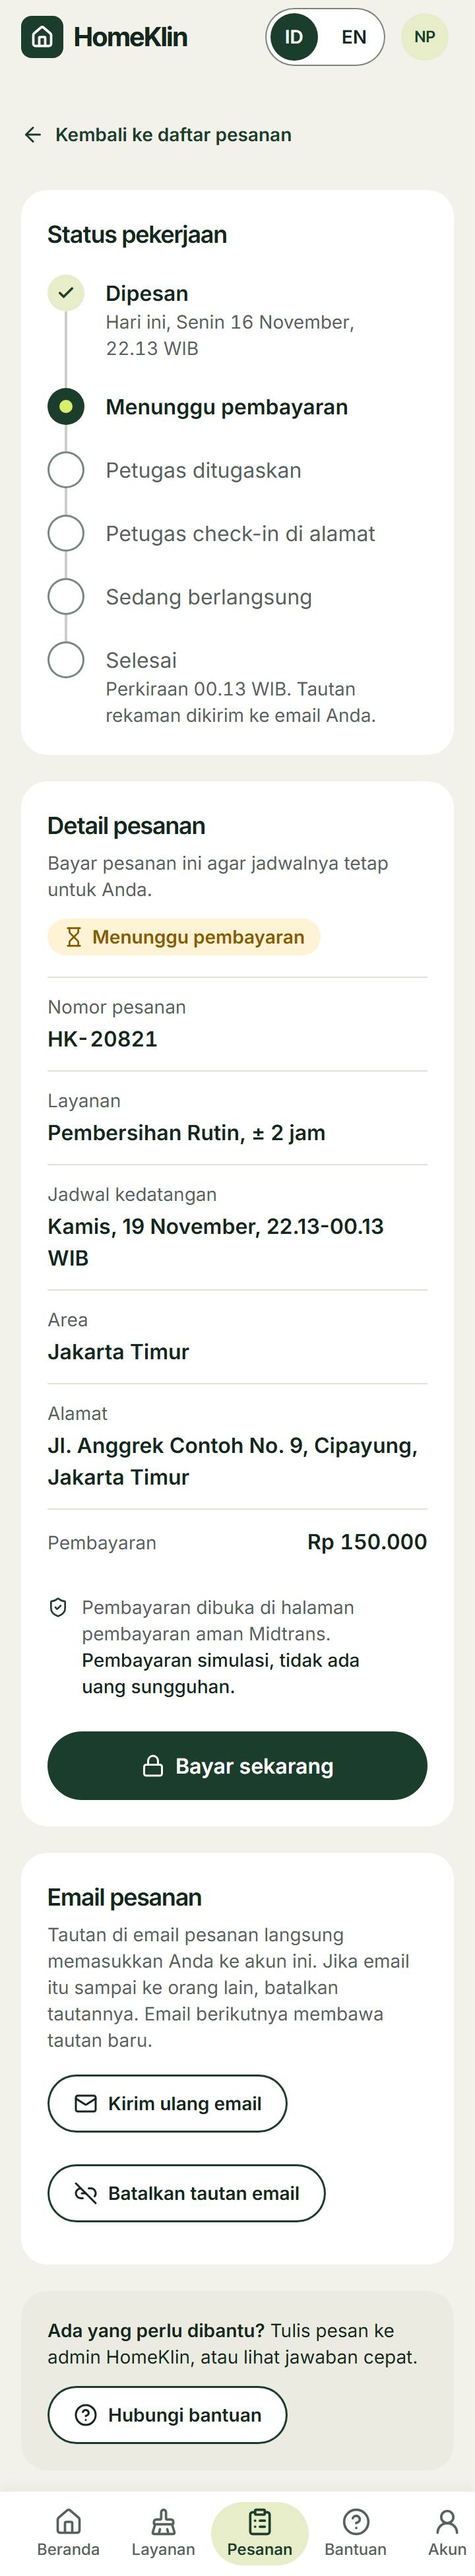 HomeKlin
ID
EN
NP
Kembali ke daftar pesanan
Status pekerjaan
Dipesan
Hari ini, Senin 16 November,
22.13 WIB
Menunggu pembayaran
Petugas ditugaskan
Petugas check-in di alamat
Sedang berlangsung
Selesai
Perkiraan 00.13 WIB. Tautan
rekaman dikirim ke email Anda.
Detail pesanan
Bayar pesanan ini agar jadwalnya tetap
untuk Anda.
Menunggu pembayaran
Nomor pesanan
HK-20821
Layanan
Pembersihan Rutin, ± 2 jam
Jadwal kedatangan
Kamis, 19 November, 22.13-00.13
WIB
Area
Jakarta Timur
Alamat
Jl. Anggrek Contoh No. 9, Cipayung,
Jakarta Timur
Pembayaran Rp 150.000
Pembayaran dibuka di halaman
pembayaran aman Midtrans.
Pembayaran simulasi, tidak ada
uang sungguhan.
Bayar sekarang
Email pesanan
Tautan di email pesanan langsung
memasukkan Anda ke akun ini. Jika email
itu sampai ke orang lain, batalkan
tautannya. Email berikutnya membawa
tautan baru.
Kirim ulang email
Batalkan tautan email
Ada yang perlu dibantu? Tulis pesan ke
admin HomeKlin, atau lihat jawaban cepat.
Hubungi bantuan
Beranda
Layanan
Pesanan
Bantuan
Akun